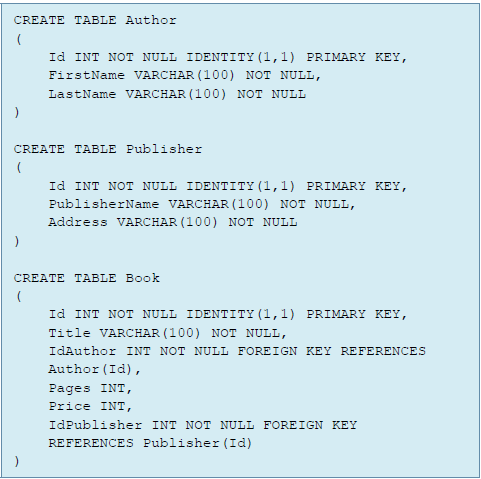 CREATE TABLE Author
(
    Id INT NOT NULL IDENTITY(1,1) PRIMARY KEY,
    FirstName VARCHAR(100) NOT NULL,
    LastName VARCHAR(100) NOT NULL
)

CREATE TABLE Publisher
(
    Id INT NOT NULL IDENTITY(1,1) PRIMARY KEY,
    PublisherName VARCHAR(100) NOT NULL,
    Address VARCHAR(100) NOT NULL
)

CREATE TABLE Book
(
    Id INT NOT NULL IDENTITY(1,1) PRIMARY KEY,
    Title VARCHAR(100) NOT NULL,
    IdAuthor INT NOT NULL FOREIGN KEY REFERENCES
    Author(Id),
    Pages INT,
    Price INT,
    IdPublisher INT NOT NULL FOREIGN KEY
    REFERENCES Publisher(Id)
)